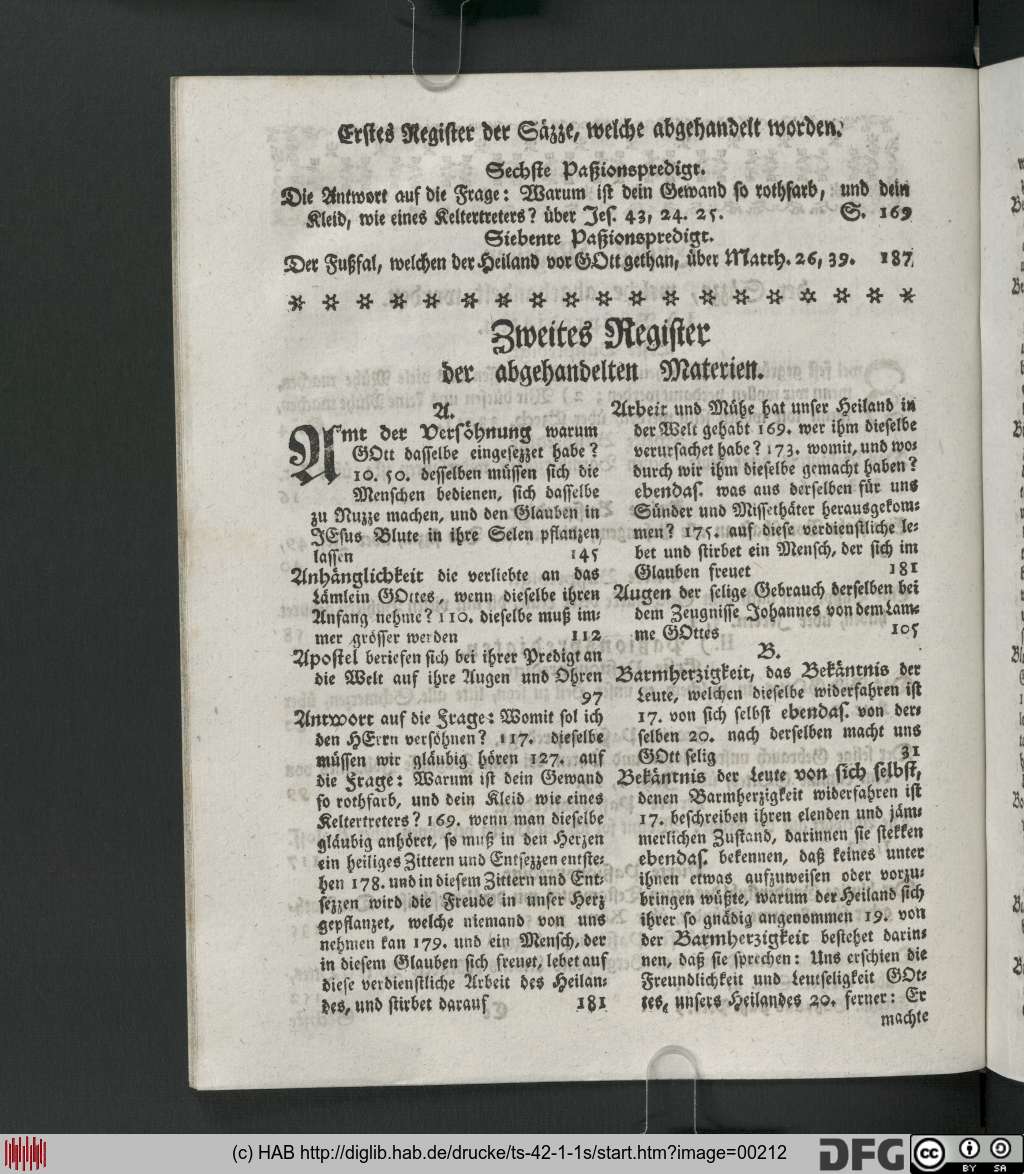 Erstes Register der Säzze, welche abgehandelt worden.
Sechste Paßionspredigt.
Die Antwort auf die Frage: Warum ist dein Gewand so rothfarb, und dein
Kleid, wie eines Keltertreters? über Jes. 43, 24. 25. S. 169
Siebente Paßionspredigt.
Der Fußfal, welchen der Heiland vor GOtt gethan, über Matth. 26, 39. 187
* * * * * * * * * * * * * * * * * * *
Zweites Register
der abgehandelten Materien.
A.
Amt der Versöhnung warum
GOtt dasselbe eingesezzet habe?
10. 50. desselben müssen sich die
Menschen bedienen, sich dasselbe
zu Nuzze machen, und den Glauben in
JEsus Blute in ihre Selen pflanzen
lassen 145
Anhänglichkeit die verliebte an das
Lämlein GOttes, wenn dieselbe ihren
Anfang nehme? 110. dieselbe muß im-
mer grösser werden 112
Apostel beriefen sich bei ihrer Predigt an
die Welt auf ihre Augen und Ohren
97
Antwort auf die Frage: Womit sol ich
den HErrn versöhnen? 117. dieselbe
müssen wir gläubig hören 127. auf
die Frage: Warum ist dein Gewand
so rothfarb, und dein Kleid wie eines
Keltertreters? 169. wenn man dieselbe
gläubig anhöret, so muß in den Herzen
ein heiliges Zittern und Entsezzen entste-
hen 178. und in diesem Zittern und Ent-
sezzen wird die Freude in unser Herz
gepflanzet, welche niemand von uns
nehmen kan 179. und ein Mensch, der
in diesem Glauben sich freuet, lebet auf
diese verdienstliche Arbeit des Heilan-
des, und stirbet darauf 181
Arbeit und Mühe hat unser Heiland in
der Welt gehabt 169. wer ihm dieselbe
verursachet habe? 173. womit, und wo-
durch wir ihm dieselbe gemacht haben?
ebendas. was aus derselben für uns
Sünder und Missethäter herausgekom-
men? 175. auf diese verdienstliche le-
bet und stirbet ein Mensch, der sich im
Glauben freuet 181
Augen der selige Gebrauch derselben bei
dem Zeugnisse Johannes von dem Lam-
me GOttes 105
B.
Barmherzigkeit, das Bekäntnis der
Leute, welchen dieselbe widerfahren ist
17. von sich selbst ebendas. von der-
selben 20. nach derselben macht uns
GOtt selig 31
Bekäntnis der Leute von sich selbst,
denen Barmherzigkeit widerfahren ist
17. beschreiben ihren elenden und jäm-
merlichen Zustand, darinnen sie stekken
ebendas. bekennen, daß keines unter
ihnen etwas aufzuweisen oder vorzu-
bringen wüßte, warum der Heiland sich
ihrer so gnädig angenommen 19. von
der Barmherzigkeit bestehet darin-
nen, daß sie sprechen: Uns erschien die
Freundlichkeit und Leutseligkeit GOt-
tes, unsers Heilandes 20. ferner: Er
machte
(c) HAB http://diglib.hab.de/drucke/ts-42-1-1s/start.htm?image=00212
DFG
cc
BY SA